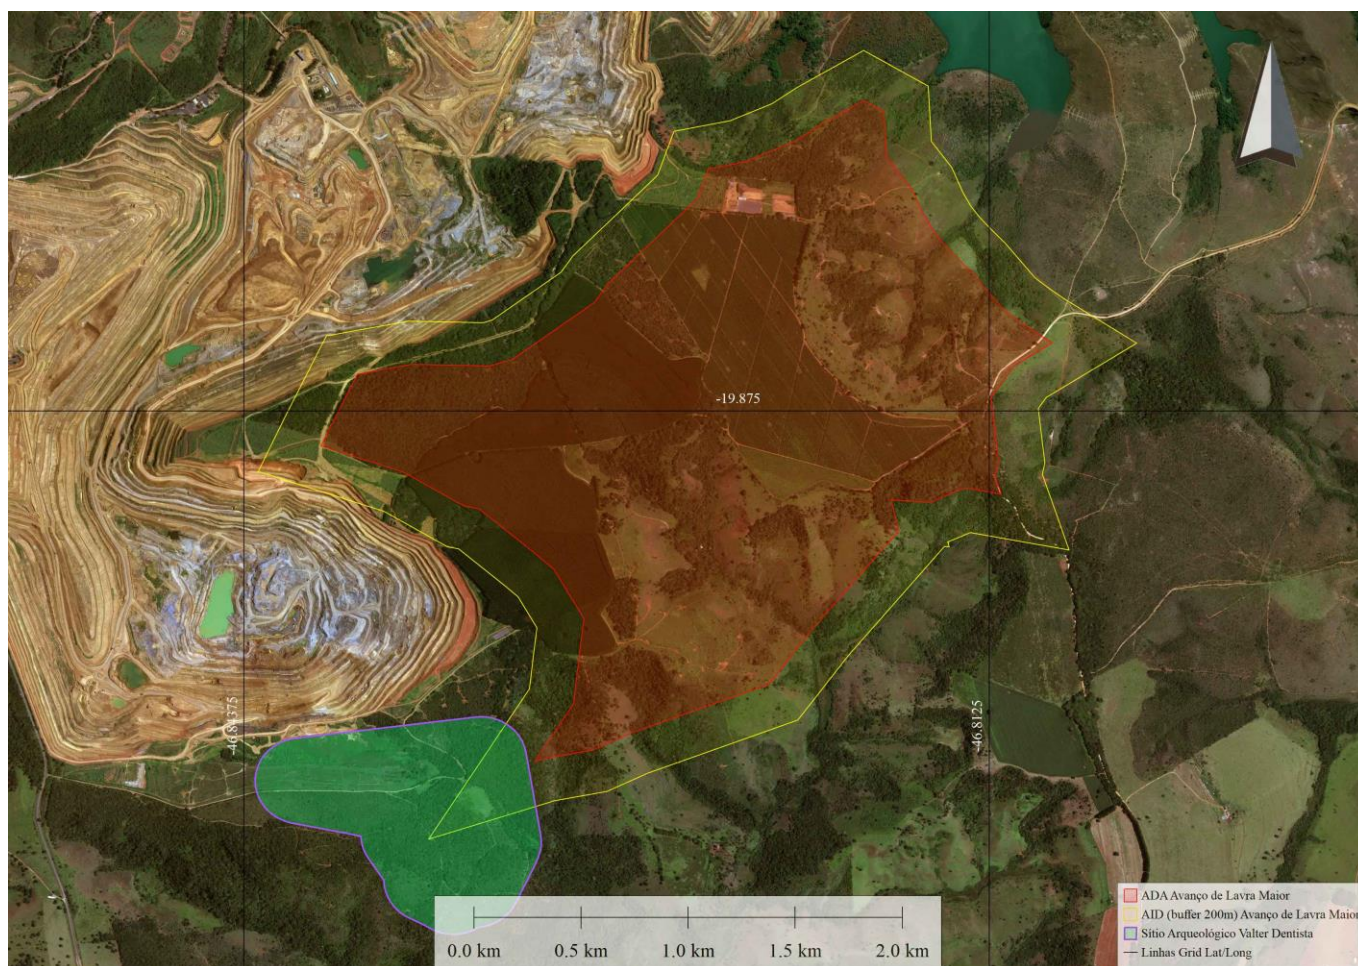 -19.875
-46.84375
-46.8125
0.0 km 0.5 km 1.0 km 1.5 km 2.0 km
ADA Avanço de Lavra Maior
AID (buffer 200m) Avanço de Lavra Maior
Sítio Arqueológico Valter Dentista
Linhas Grid Lat/Long